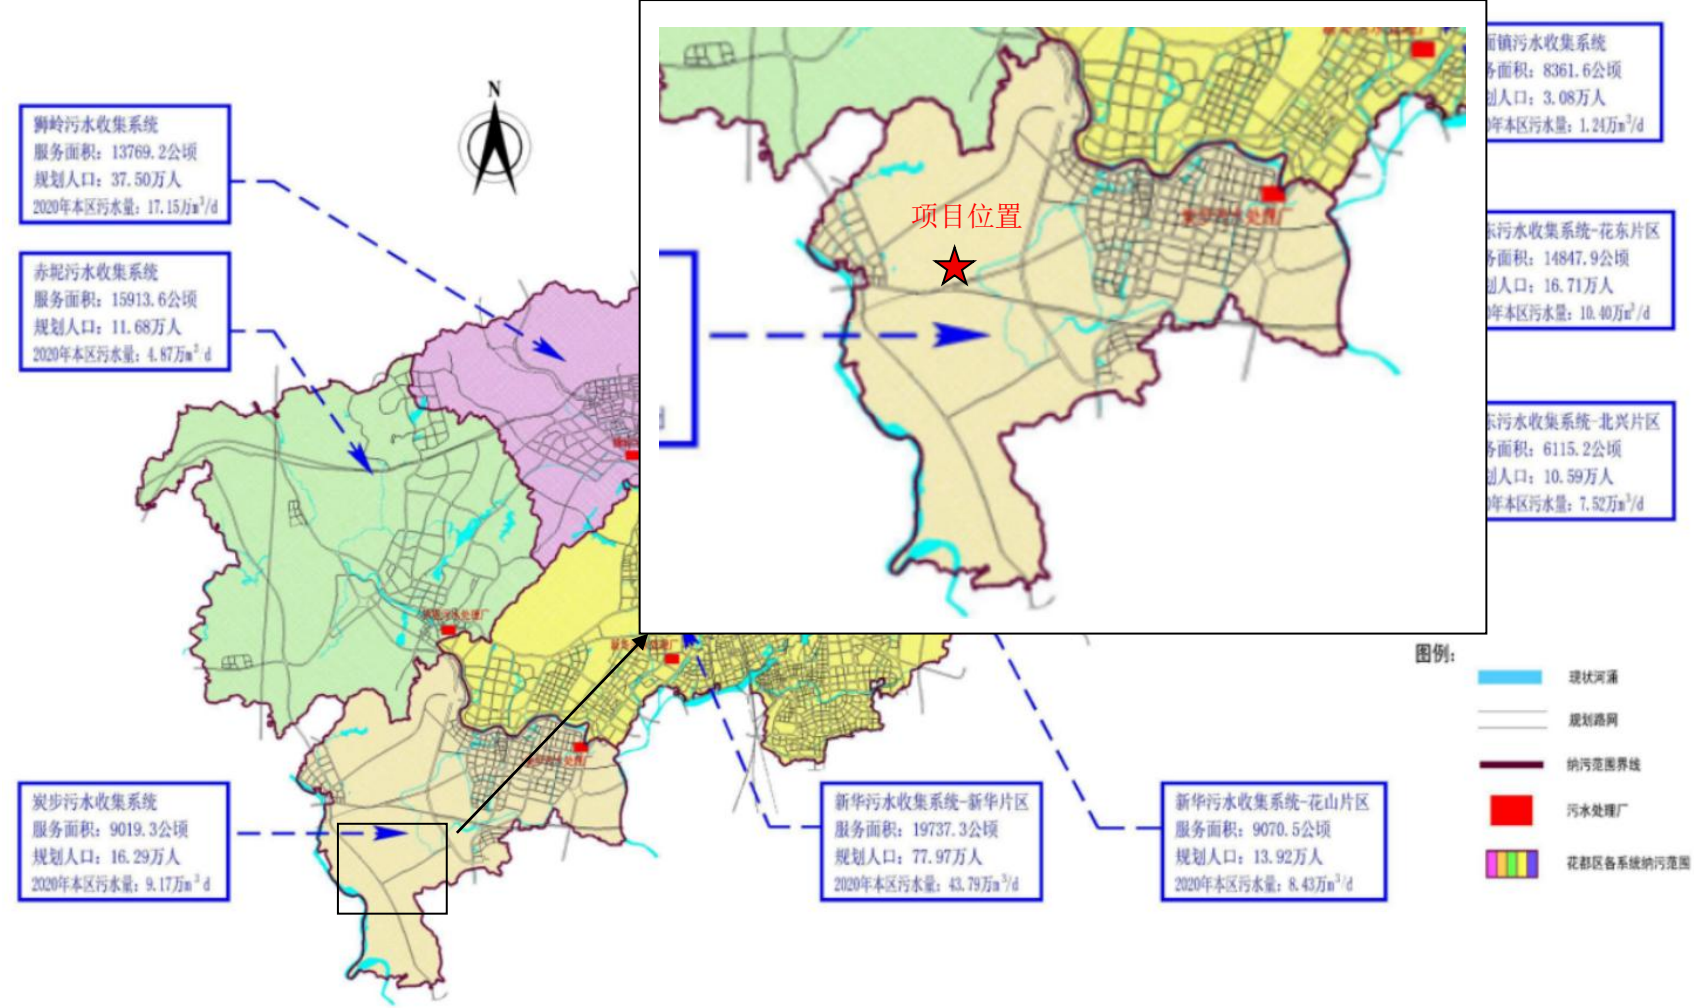 N
狮岭污水收集系统
服务面积：13769.2公顷
规划人口：37.50万人
2020年本区污水量：17.15万m³/d
赤坭污水收集系统
服务面积：15913.6公顷
规划人口：11.68万人
2020年本区污水量：4.87万m³ d
项目位置
面镇污水收集系统
务面积：8361.6公顷
划人口：3.08万人
年本区污水量：1.24万m³/d
东污水收集系统-花东片区
务面积：14847.9公顷
划人口：16.71万人
年本区污水量：10.40万m³/d
东污水收集系统-北兴片区
务面积：6115.2公顷
划人口：10.59万人
年本区污水量：7.52万m³/d
炭步污水收集系统
服务面积：9019.3公顷
规划人口：16.29万人
2020年本区污水量：9.17万m³ d
新华污水收集系统-新华片区
服务面积：19737.3公顷
规划人口：77.97万人
2020年本区污水量：43.79万m³/d
新华污水收集系统-花山片区
服务面积：9070.5公顷
规划人口：13.92万人
2020年本区污水量：8.43万m³/d
图例：
现状河涌
规划路网
纳污范围界线
污水处理厂
花都区各系统纳污范围